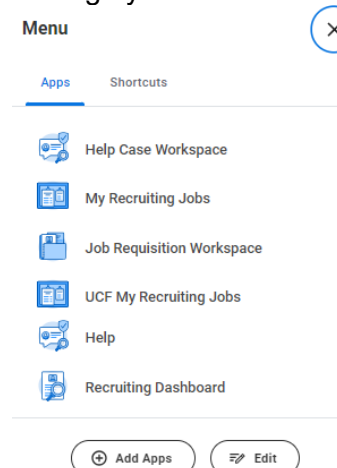 Menu
Apps Shortcuts
Help Case Workspace
My Recruiting Jobs
Job Requisition Workspace
UCF My Recruiting Jobs
Help
Recruiting Dashboard
Add Apps Edit